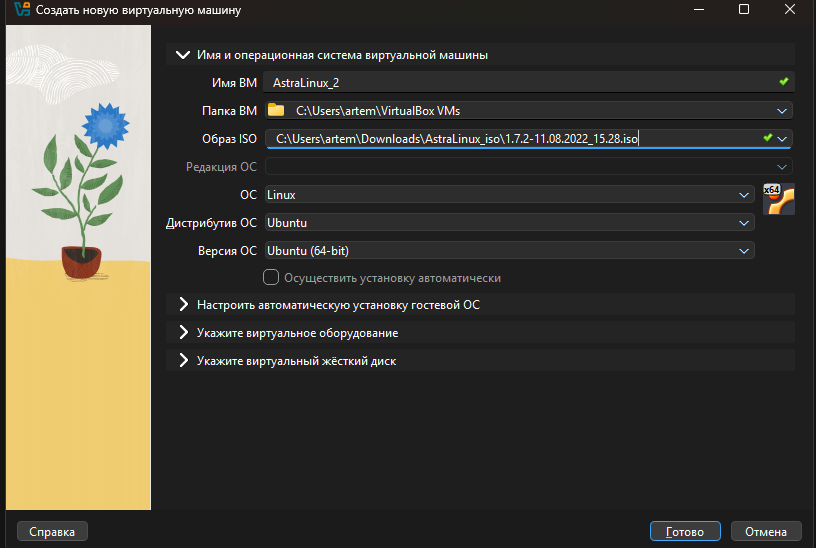 Создать новую виртуальную машину
Имя и операционная система виртуальной машины
Имя ВМ AstraLinux_2
Папка ВМ C:\Users\artem\VirtualBox VMs
Образ ISO C:\Users\artem\Downloads\AstraLinux_iso\1.7.2-11.08.2022_15.28.iso
Редакция ОС
ОС Linux x64
Дистрибутив ОС Ubuntu
Версия ОС Ubuntu (64-bit)
Осуществить установку автоматически
Настроить автоматическую установку гостевой ОС
Укажите виртуальное оборудование
Укажите виртуальный жёсткий диск
Справка Готово Отмена